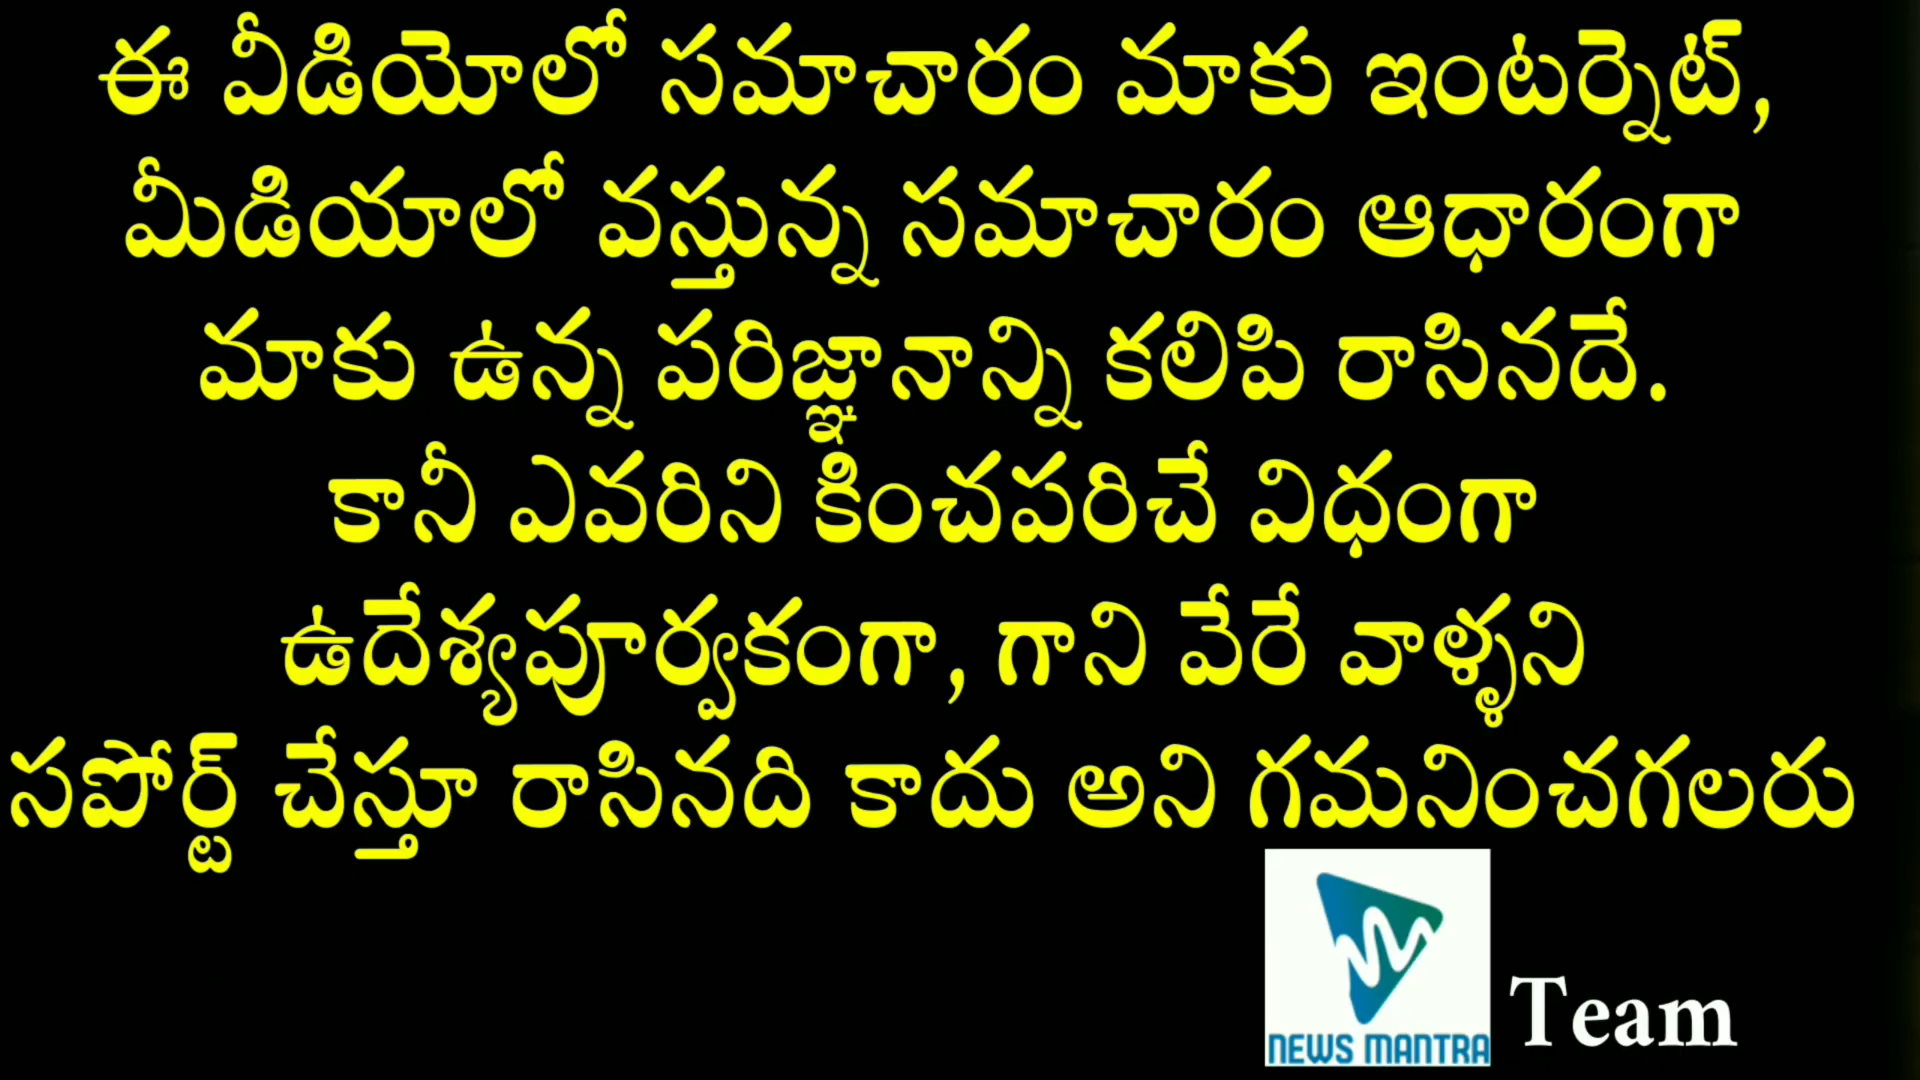 ఈ వీడియోలో సమాచారం మాకు ఇంటర్నెట్,
మీడియాలో వస్తున్న సమాచారం ఆధారంగా
మాకు ఉన్న పరిజ్ఞానాన్ని కలిపి రాసినదే.
కానీ ఎవరిని కించపరిచే విధంగా
ఉదేశ్యపూర్వకంగా, గాని వేరే వాళ్ళని
సపోర్ట్ చేస్తూ రాసినది కాదు అని గమనించగలరు
NEWS MANTRA Team